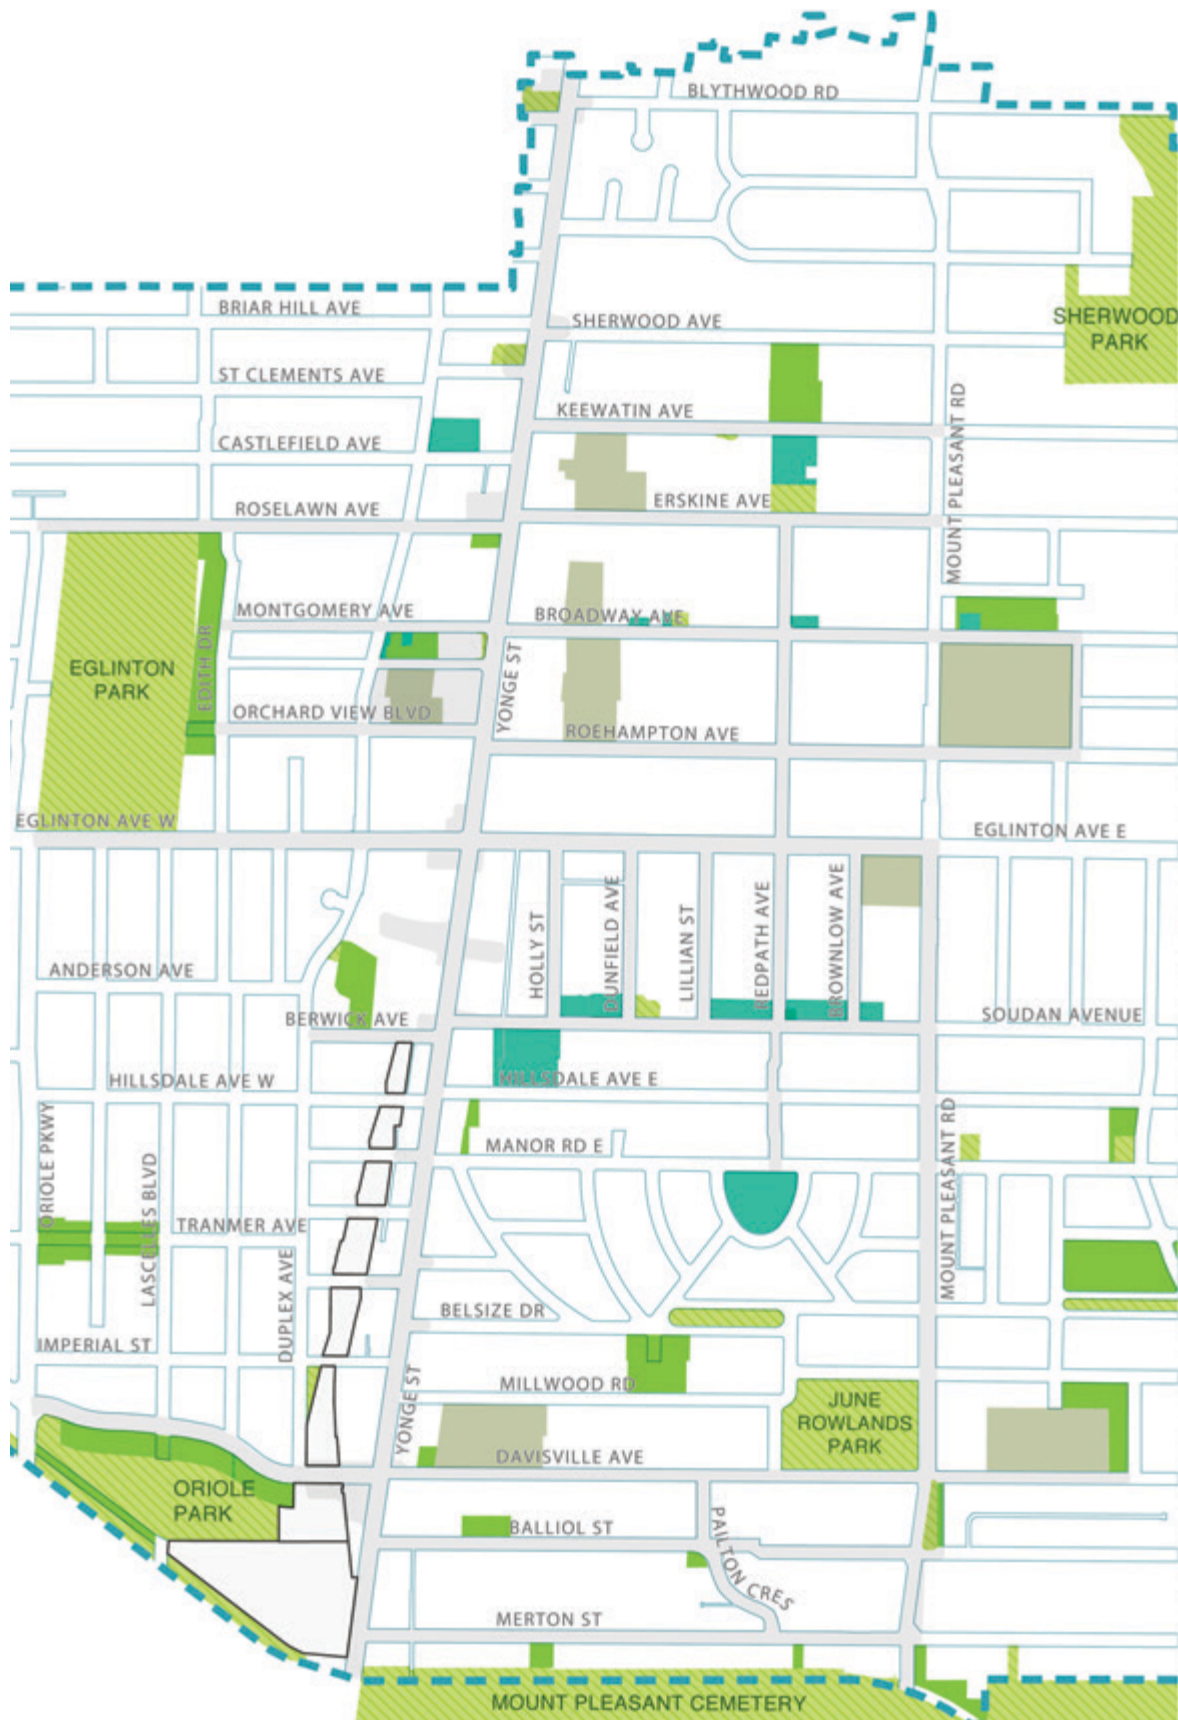 BLYTHWOOD RD
BRIAR HILL AVE
SHERWOOD AVE
SHERWOOD
PARK
ST CLEMENTS AVE
KEEWATIN AVE
MOUNT PLEASANT RD
CASTLEFIELD AVE
ERSKINE AVE
ROSELAWN AVE
MONTGOMERY AVE
BROADWAY AVE
EDITH DR
EGLINTON
PARK
YONGE ST
ORCHARD VIEW BLVD
ROEHAMPTON AVE
EGLINTON AVE W
EGLINTON AVE E
HOLLY ST
DUNFIELD AVE
LILLIAN ST
REDPATH AVE
BROWNLOW AVE
ANDERSON AVE
BERWICK AVE
SOUDAN AVENUE
HILLSDALE AVE W
HILLSDALE AVE E
MANOR RD E
ORIOLE PKWY
LASCELLES BLVD
TRANMER AVE
DUPLEX AVE
MOUNT PLEASANT RD
BELSIZE DR
IMPERIAL ST
MILLWOOD RD
YONGE ST
JUNE
ROWLANDS
PARK
DAVISVILLE AVE
ORIOLE
PARK
BALLIOL ST
PAILTON CRES
MERTON ST
MOUNT PLEASANT CEMETERY